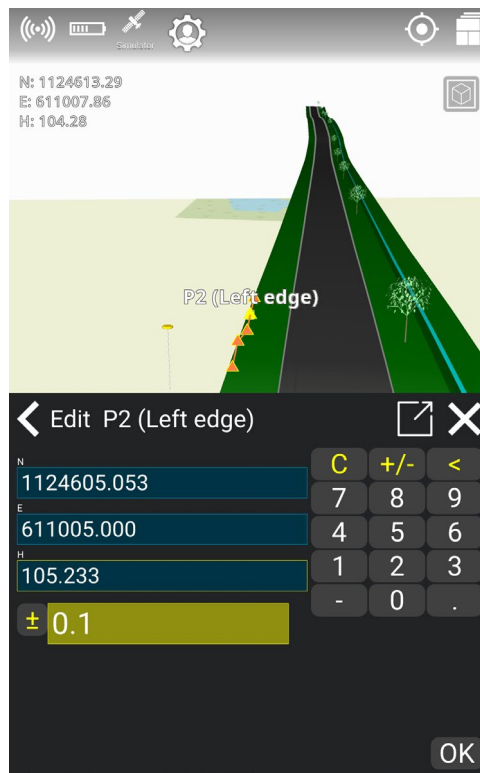 Simulator
N: 1124613.29
E: 611007.86
H: 104.28
P2 (Left edge)
Edit P2 (Left edge)
N
1124605.053
E
611005.000
H
105.233
± 0.1
C +/- <
7 8 9
4 5 6
1 2 3
- 0 .
OK